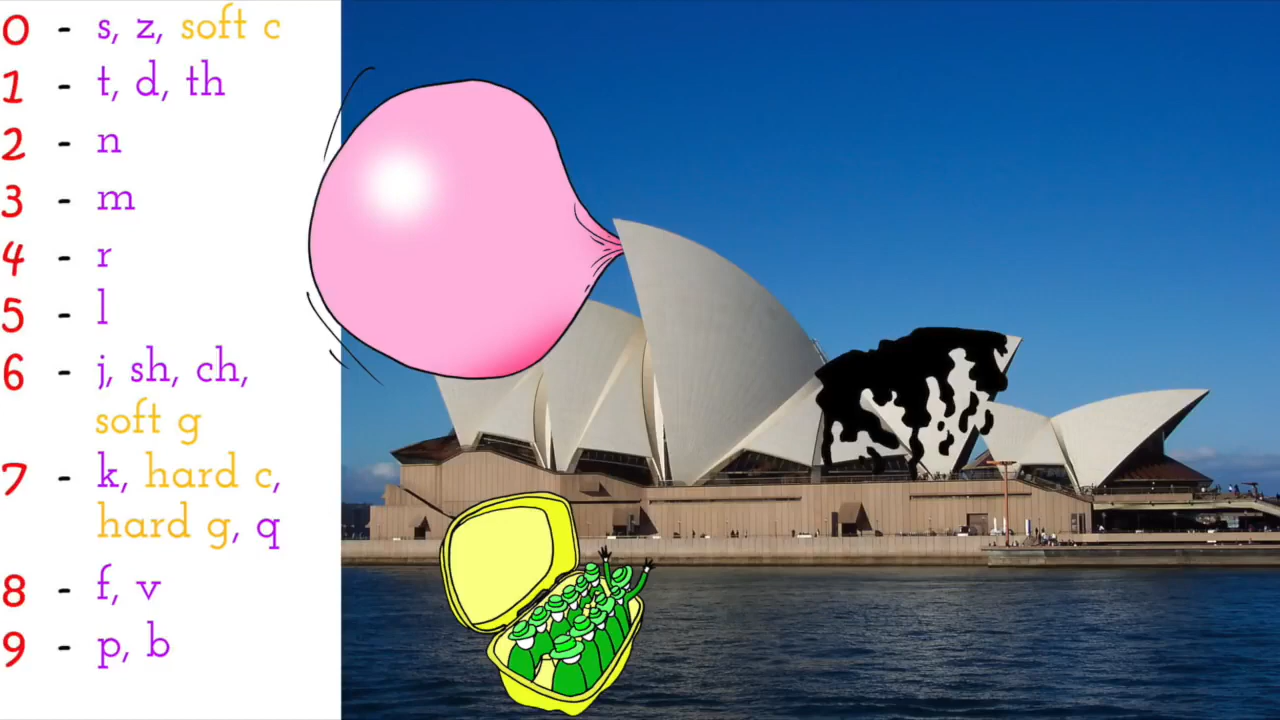 0 - s, z, soft c
1 - t, d, th
2 - n
3 - m
4 - r
5 - l
6 - j, sh, ch,
soft g
7 - k, hard c,
hard g, q
8 - f, v
9 - p, b